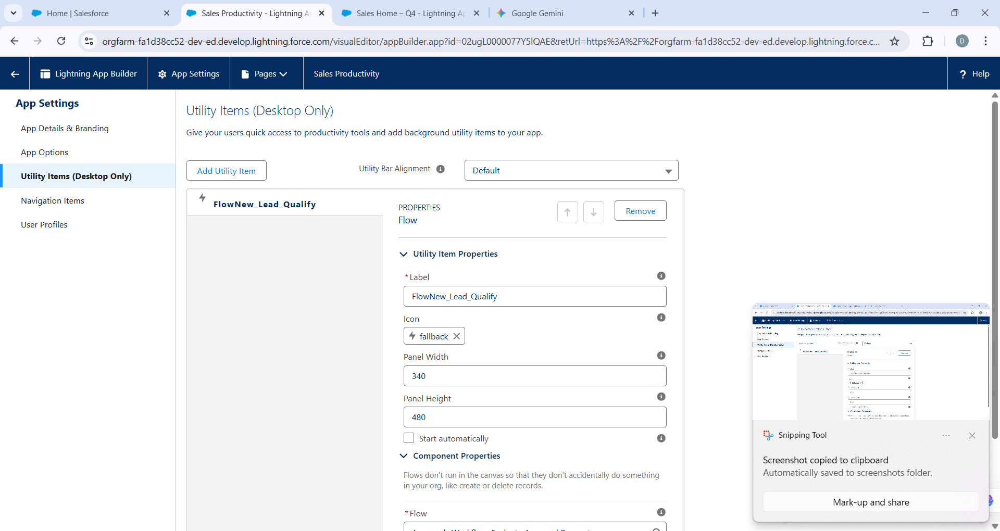 Home | Salesforce
Sales Productivity - Lightning A
Sales Home – Q4 - Lightning Ap
Google Gemini
orgfarm-fa1d38cc52-dev-ed.develop.lightning.force.com/visualEditor/appBuilder.app?id=02ugL0000077Y5lQAE&retUrl=https%3A%2F%2Forgfarm-fa1d38cc52-dev-ed.develop.lightning.force.c...
D
Lightning App Builder
App Settings
Pages
Sales Productivity
? Help
App Settings
App Details & Branding
App Options
Utility Items (Desktop Only)
Navigation Items
User Profiles
Utility Items (Desktop Only)
Give your users quick access to productivity tools and add background utility items to your app.
Add Utility Item
Utility Bar Alignment
Default
FlowNew_Lead_Qualify
PROPERTIES
Flow
Remove
Utility Item Properties
* Label
FlowNew_Lead_Qualify
Icon
fallback
Panel Width
340
Panel Height
480
Start automatically
Component Properties
Flows don't run in the canvas so that they don't accidentally do something
in your org, like create or delete records.
* Flow
Snipping Tool
Screenshot copied to clipboard
Automatically saved to screenshots folder.
Mark-up and share